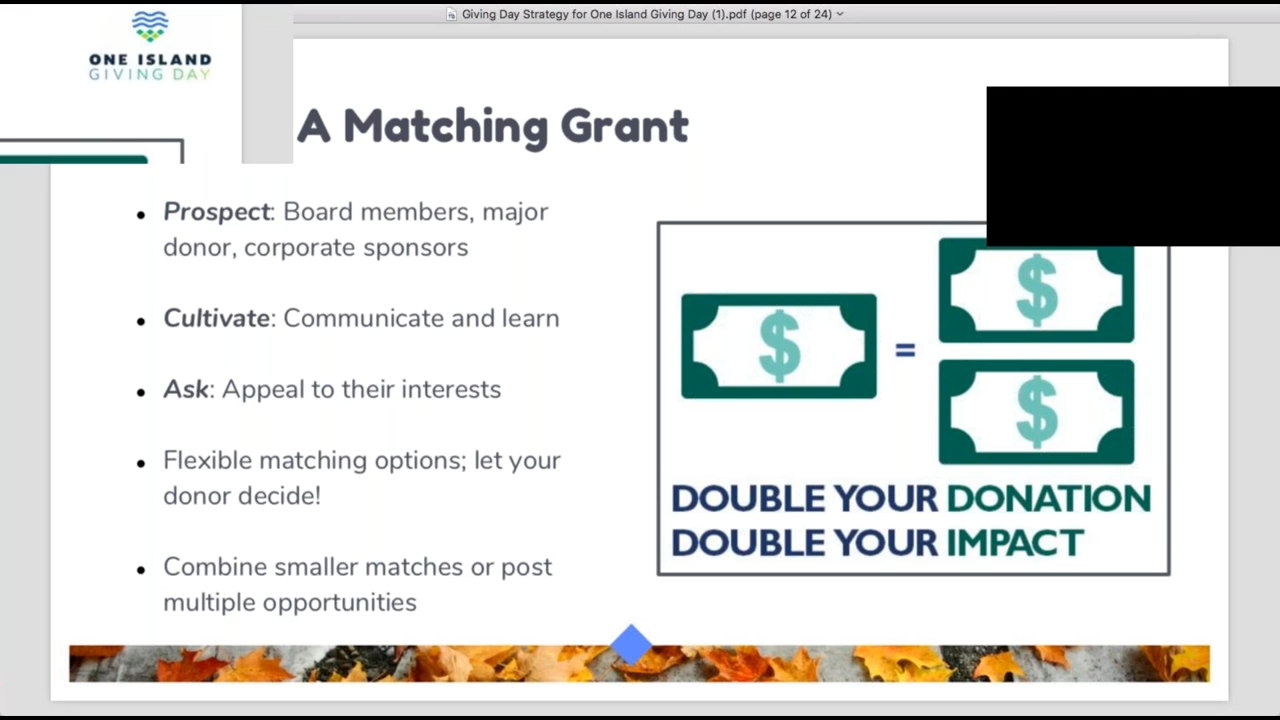 Giving Day Strategy for One Island Giving Day (1).pdf (page 12 of 24)
ONE ISLAND
GIVING DAY
A Matching Grant
• Prospect: Board members, major
donor, corporate sponsors
• Cultivate: Communicate and learn
• Ask: Appeal to their interests
• Flexible matching options; let your
donor decide!
• Combine smaller matches or post
multiple opportunities
$ = $
$
DOUBLE YOUR DONATION
DOUBLE YOUR IMPACT